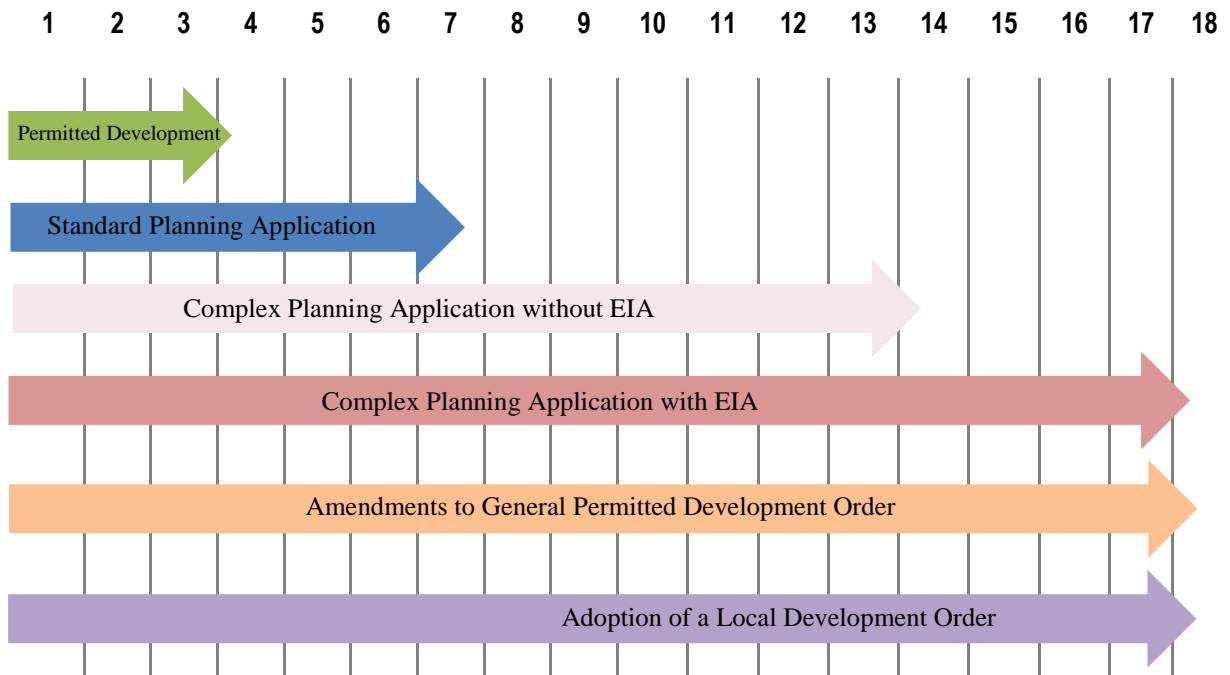 1 2 3 4 5 6 7 8 9 10 11 12 13 14 15 16 17 18
Permitted Development
Standard Planning Application
Complex Planning Application without EIA
Complex Planning Application with EIA
Amendments to General Permitted Development Order
Adoption of a Local Development Order